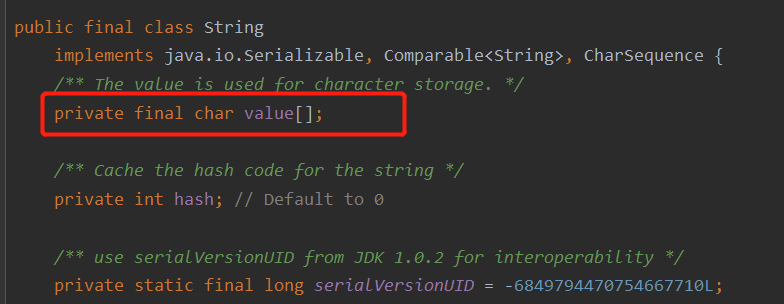 public final class String
implements java.io.Serializable, Comparable<String>, CharSequence {
/** The value is used for character storage. */
private final char value[];
/** Cache the hash code for the string */
private int hash; // Default to 0
/** use serialVersionUID from JDK 1.0.2 for interoperability */
private static final long serialVersionUID = -6849794470754667710L;